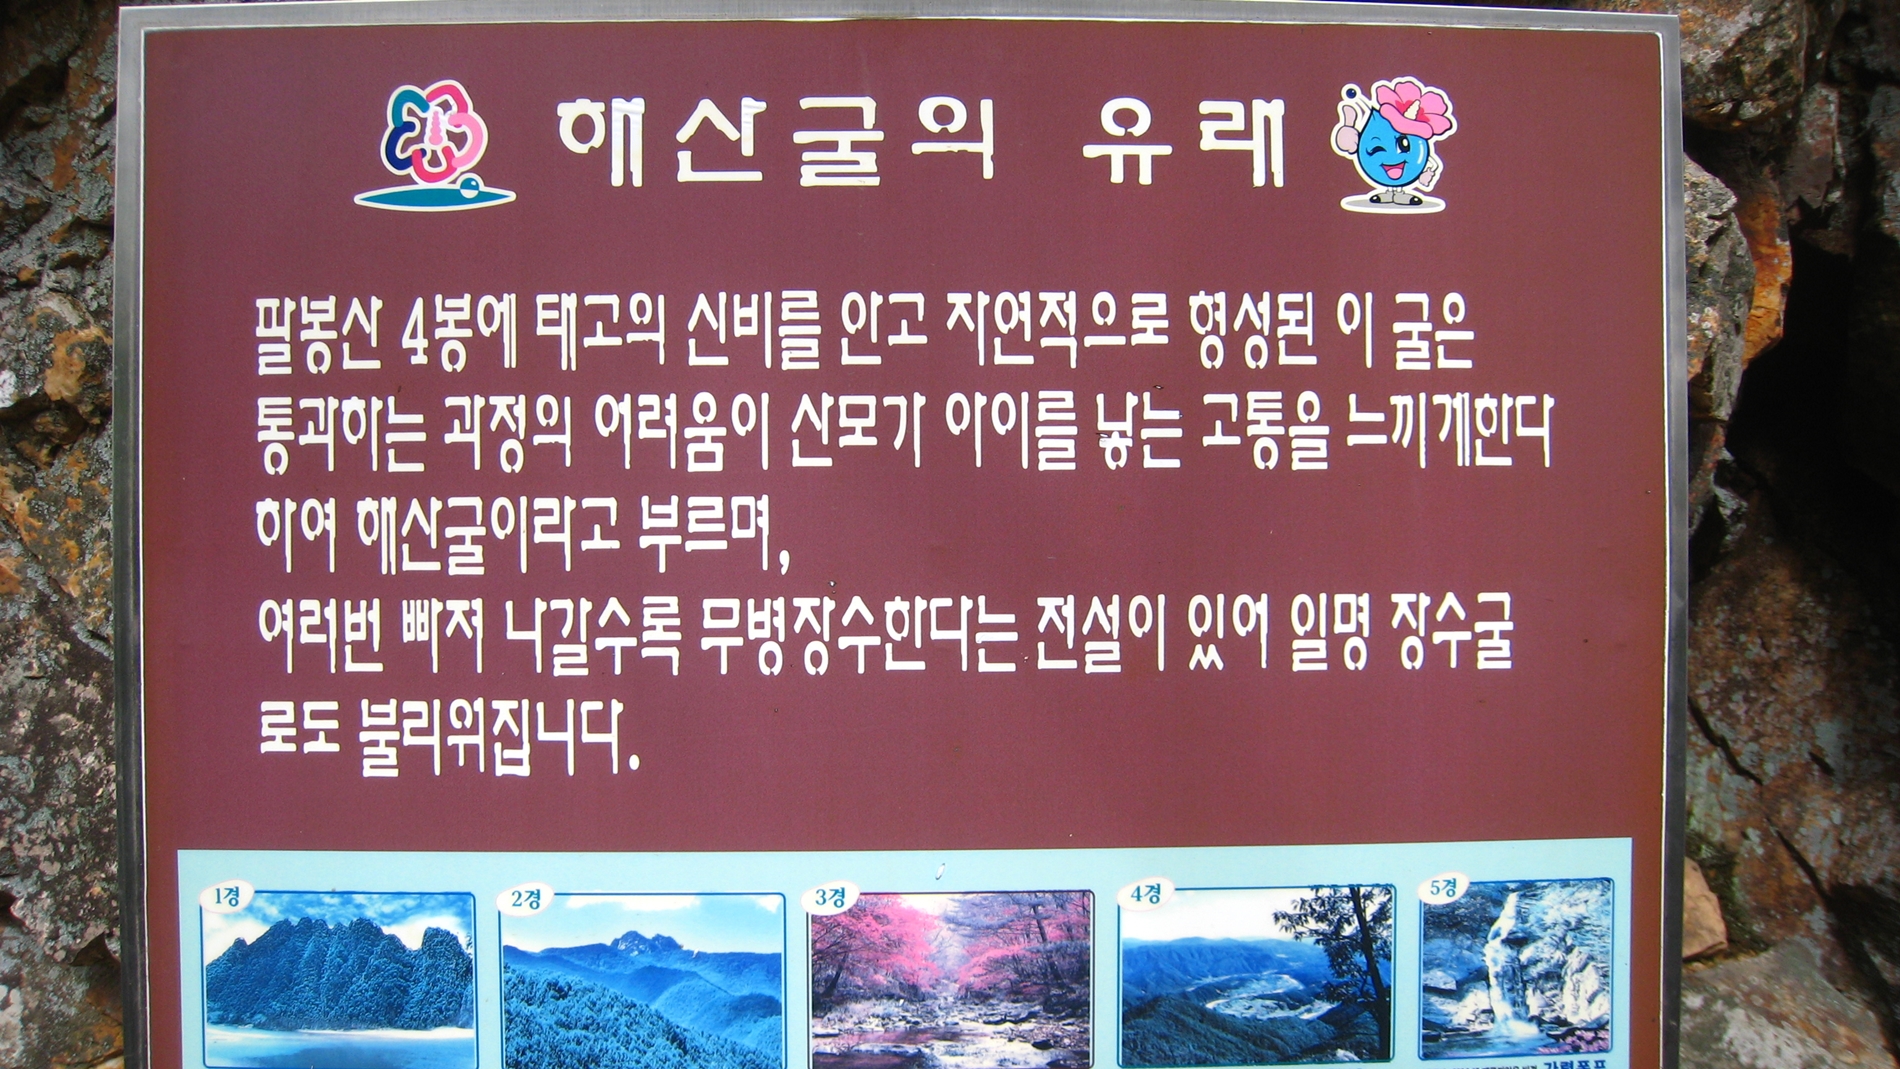 해산굴의 유래
팔봉산 4봉에 태고의 신비를 안고 자연적으로 형성된 이 굴은
통과하는 과정의 어려움이 산모가 아이를 낳는 고통을 느끼게한다
하여 해산굴이라고 부르며,
여러번 빠져 나갈수록 무병장수한다는 전설이 있어 일명 장수굴
로도 불리워집니다.
1경 2경 3경 4경 5경